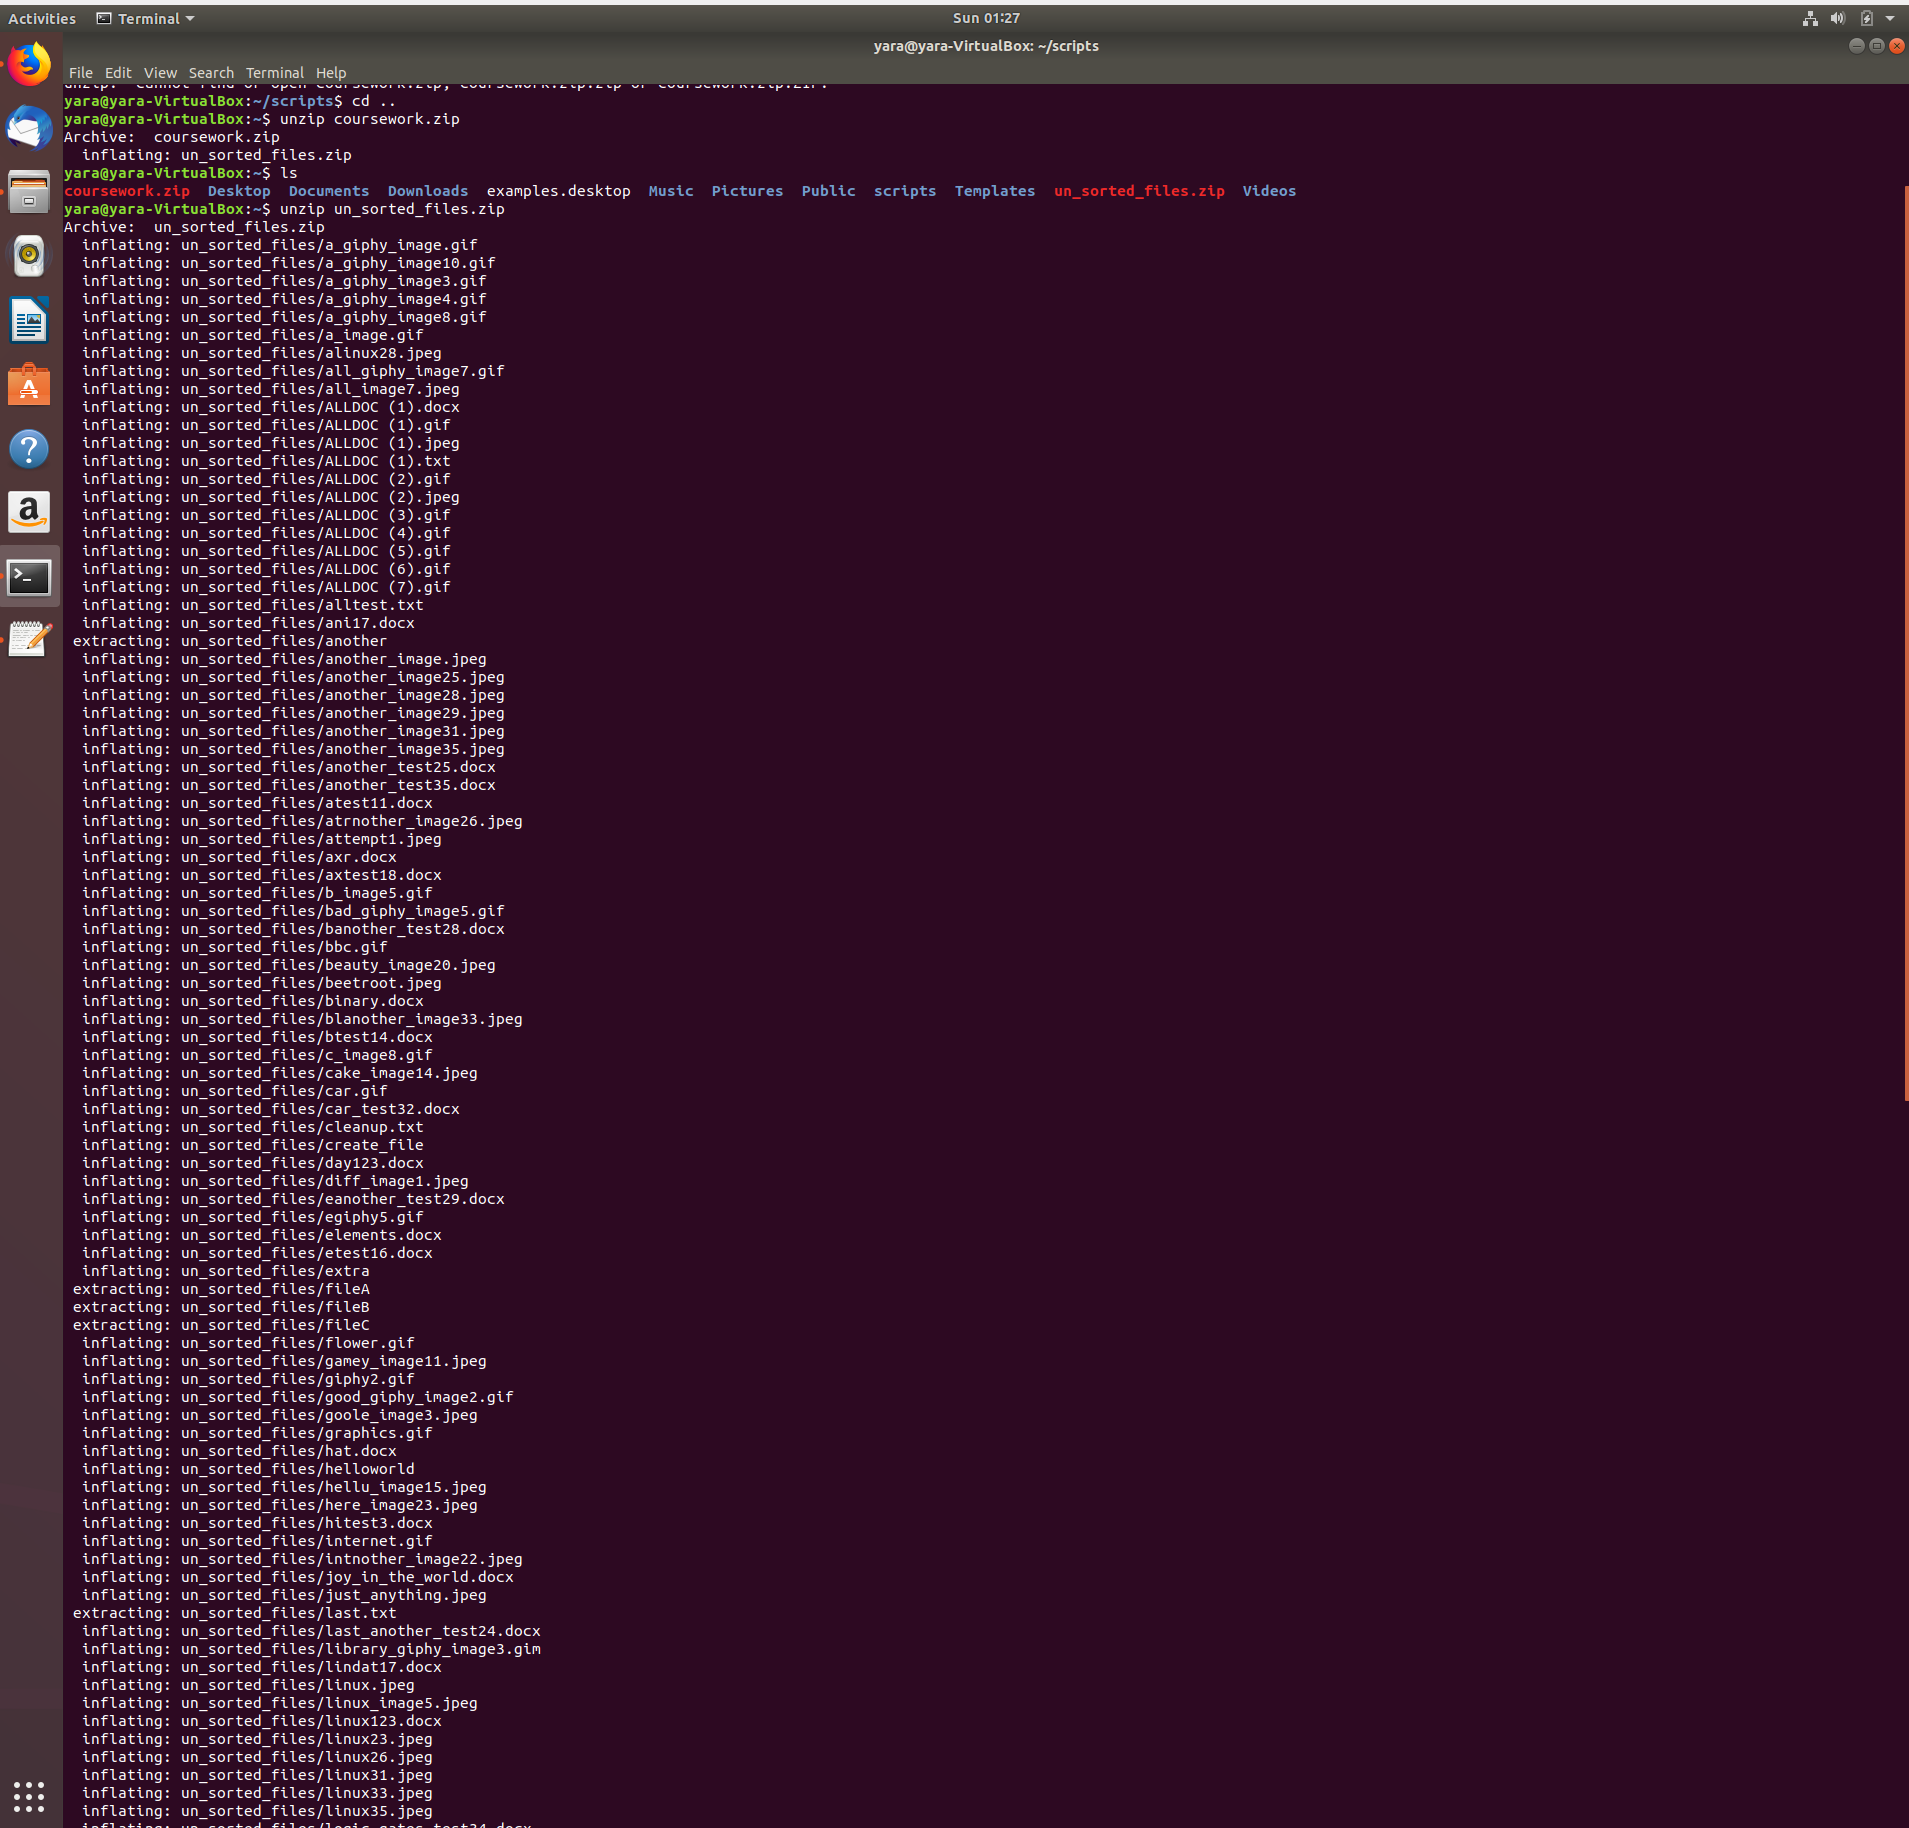 Activities Terminal Sun 01:27
yara@yara-VirtualBox: ~/scripts
File Edit View Search Terminal Help
unzip:  cannot find or open coursework.zip, coursework.zip.zip or coursework.zip.ZIP.
yara@yara-VirtualBox:~/scripts$ cd ..
yara@yara-VirtualBox:~$ unzip coursework.zip
Archive:  coursework.zip
  inflating: un_sorted_files.zip
yara@yara-VirtualBox:~$ ls
coursework.zip  Desktop  Documents  Downloads  examples.desktop  Music  Pictures  Public  scripts  Templates  un_sorted_files.zip  Videos
yara@yara-VirtualBox:~$ unzip un_sorted_files.zip
Archive:  un_sorted_files.zip
  inflating: un_sorted_files/a_giphy_image.gif
  inflating: un_sorted_files/a_giphy_image10.gif
  inflating: un_sorted_files/a_giphy_image3.gif
  inflating: un_sorted_files/a_giphy_image4.gif
  inflating: un_sorted_files/a_giphy_image8.gif
  inflating: un_sorted_files/a_image.gif
  inflating: un_sorted_files/alinux28.jpeg
  inflating: un_sorted_files/all_giphy_image7.gif
  inflating: un_sorted_files/all_image7.jpeg
  inflating: un_sorted_files/ALLDOC (1).docx
  inflating: un_sorted_files/ALLDOC (1).gif
  inflating: un_sorted_files/ALLDOC (1).jpeg
  inflating: un_sorted_files/ALLDOC (1).txt
  inflating: un_sorted_files/ALLDOC (2).gif
  inflating: un_sorted_files/ALLDOC (2).jpeg
  inflating: un_sorted_files/ALLDOC (3).gif
  inflating: un_sorted_files/ALLDOC (4).gif
  inflating: un_sorted_files/ALLDOC (5).gif
  inflating: un_sorted_files/ALLDOC (6).gif
  inflating: un_sorted_files/ALLDOC (7).gif
  inflating: un_sorted_files/alltest.txt
  inflating: un_sorted_files/ani17.docx
 extracting: un_sorted_files/another
  inflating: un_sorted_files/another_image.jpeg
  inflating: un_sorted_files/another_image25.jpeg
  inflating: un_sorted_files/another_image28.jpeg
  inflating: un_sorted_files/another_image29.jpeg
  inflating: un_sorted_files/another_image31.jpeg
  inflating: un_sorted_files/another_image35.jpeg
  inflating: un_sorted_files/another_test25.docx
  inflating: un_sorted_files/another_test35.docx
  inflating: un_sorted_files/atest11.docx
  inflating: un_sorted_files/atrnother_image26.jpeg
  inflating: un_sorted_files/attempt1.jpeg
  inflating: un_sorted_files/axr.docx
  inflating: un_sorted_files/axtest18.docx
  inflating: un_sorted_files/b_image5.gif
  inflating: un_sorted_files/bad_giphy_image5.gif
  inflating: un_sorted_files/banother_test28.docx
  inflating: un_sorted_files/bbc.gif
  inflating: un_sorted_files/beauty_image20.jpeg
  inflating: un_sorted_files/beetroot.jpeg
  inflating: un_sorted_files/binary.docx
  inflating: un_sorted_files/blanother_image33.jpeg
  inflating: un_sorted_files/btest14.docx
  inflating: un_sorted_files/c_image8.gif
  inflating: un_sorted_files/cake_image14.jpeg
  inflating: un_sorted_files/car.gif
  inflating: un_sorted_files/car_test32.docx
  inflating: un_sorted_files/cleanup.txt
  inflating: un_sorted_files/create_file
  inflating: un_sorted_files/day123.docx
  inflating: un_sorted_files/diff_image1.jpeg
  inflating: un_sorted_files/eanother_test29.docx
  inflating: un_sorted_files/egiphy5.gif
  inflating: un_sorted_files/elements.docx
  inflating: un_sorted_files/etest16.docx
  inflating: un_sorted_files/extra
 extracting: un_sorted_files/fileA
 extracting: un_sorted_files/fileB
 extracting: un_sorted_files/fileC
  inflating: un_sorted_files/flower.gif
  inflating: un_sorted_files/gamey_image11.jpeg
  inflating: un_sorted_files/giphy2.gif
  inflating: un_sorted_files/good_giphy_image2.gif
  inflating: un_sorted_files/goole_image3.jpeg
  inflating: un_sorted_files/graphics.gif
  inflating: un_sorted_files/hat.docx
  inflating: un_sorted_files/helloworld
  inflating: un_sorted_files/hellu_image15.jpeg
  inflating: un_sorted_files/here_image23.jpeg
  inflating: un_sorted_files/hitest3.docx
  inflating: un_sorted_files/internet.gif
  inflating: un_sorted_files/intnother_image22.jpeg
  inflating: un_sorted_files/joy_in_the_world.docx
  inflating: un_sorted_files/just_anything.jpeg
 extracting: un_sorted_files/last.txt
  inflating: un_sorted_files/last_another_test24.docx
  inflating: un_sorted_files/library_giphy_image3.gim
  inflating: un_sorted_files/lindat17.docx
  inflating: un_sorted_files/linux.jpeg
  inflating: un_sorted_files/linux_image5.jpeg
  inflating: un_sorted_files/linux123.docx
  inflating: un_sorted_files/linux23.jpeg
  inflating: un_sorted_files/linux26.jpeg
  inflating: un_sorted_files/linux31.jpeg
  inflating: un_sorted_files/linux33.jpeg
  inflating: un_sorted_files/linux35.jpeg
  inflating: un_sorted_files/logic_gates_test34.docx